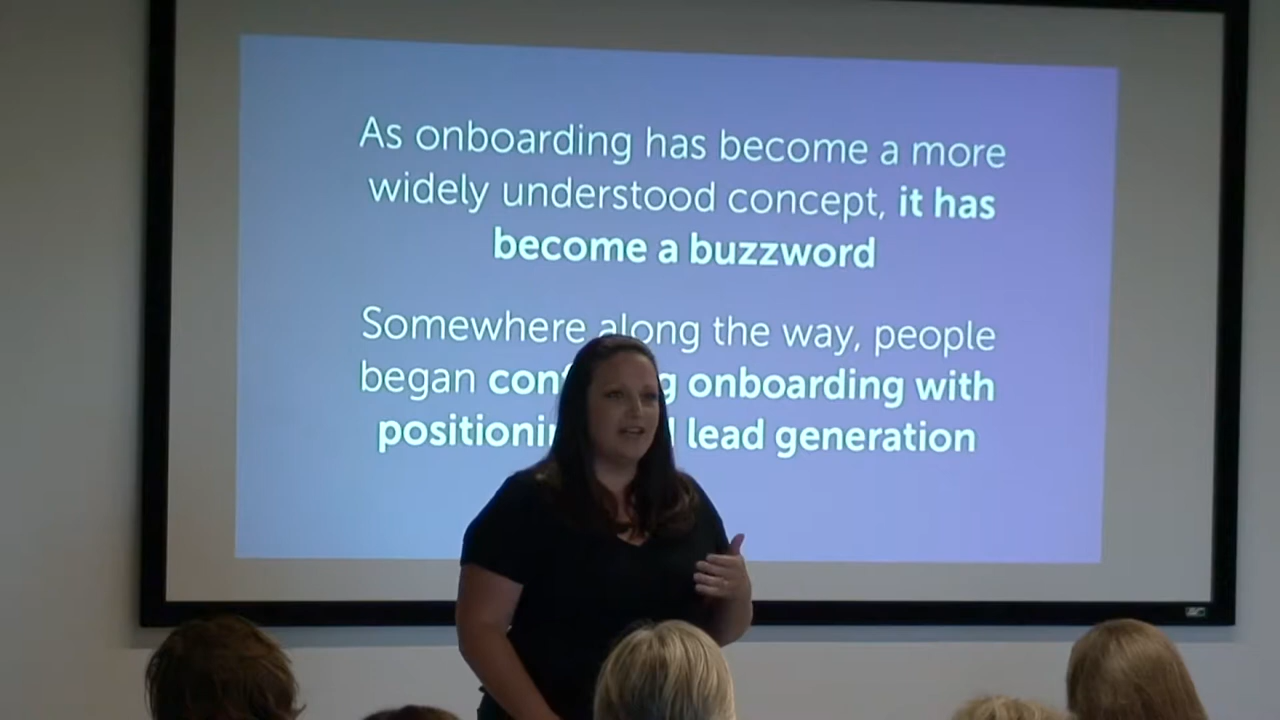 As onboarding has become a more
widely understood concept, it has
become a buzzword
Somewhere along the way, people
began onboarding with
lead generation